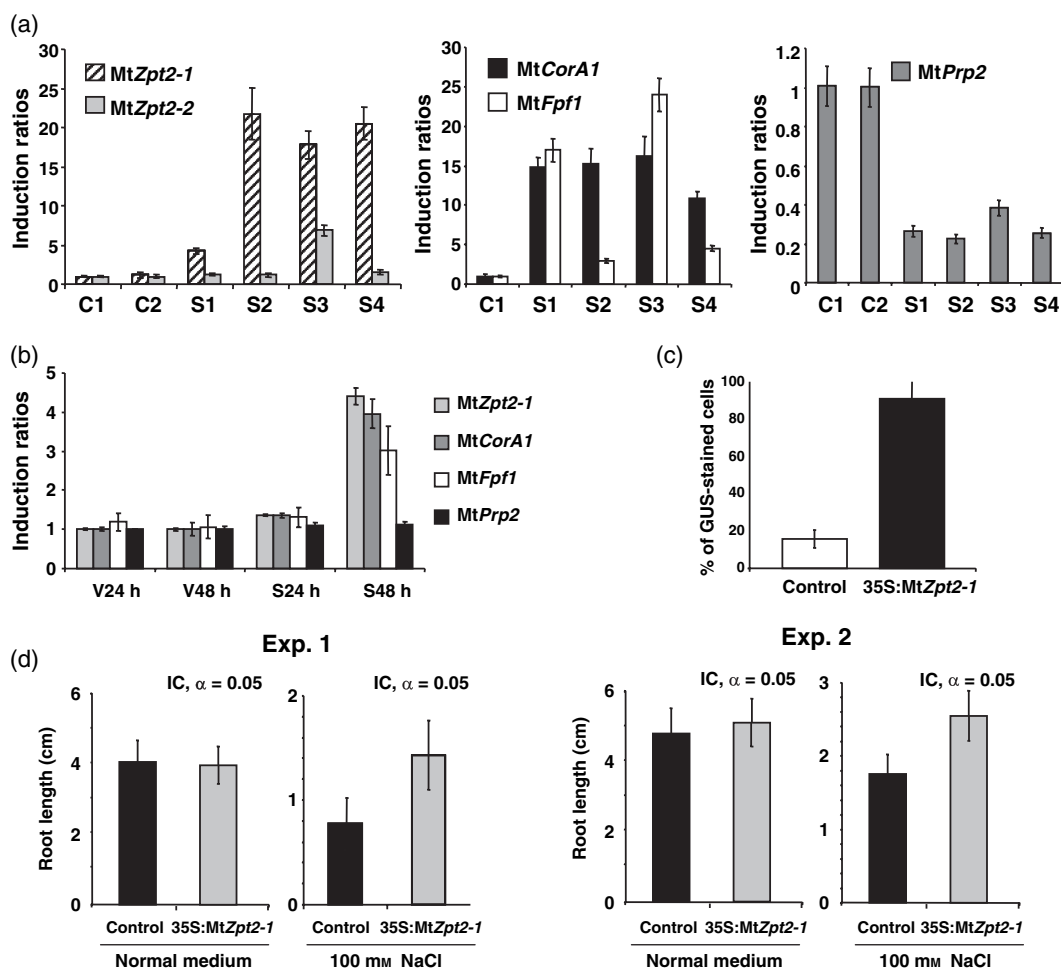 (a)
30
25
20
15
10
5
0
Induction ratios
MtZpt2-1
MtZpt2-2
C1 C2 S1 S2 S3 S4
30
25
20
15
10
5
0
Induction ratios
MtCorA1
MtFpf1
C1 S1 S2 S3 S4
1.2
1
0.8
0.6
0.4
0.2
0
Induction ratios
MtPrp2
C1 C2 S1 S2 S3 S4
(b)
5
4
3
2
1
0
Induction ratios
MtZpt2-1
MtCorA1
MtFpf1
MtPrp2
V24 h V48 h S24 h S48 h
(c)
100
80
60
40
20
0
% of GUS-stained cells
Control 35S:MtZpt2-1
(d)
Exp. 1
IC, α = 0.05
6
4
2
0
Root length (cm)
Control 35S:MtZpt2-1
Normal medium
IC, α = 0.05
2
1
0
Control 35S:MtZpt2-1
100 mM NaCl
Exp. 2
IC, α = 0.05
6
4
2
0
Root length (cm)
Control 35S:MtZpt2-1
Normal medium
IC, α = 0.05
3
2
1
0
Control 35S:MtZpt2-1
100 mM NaCl